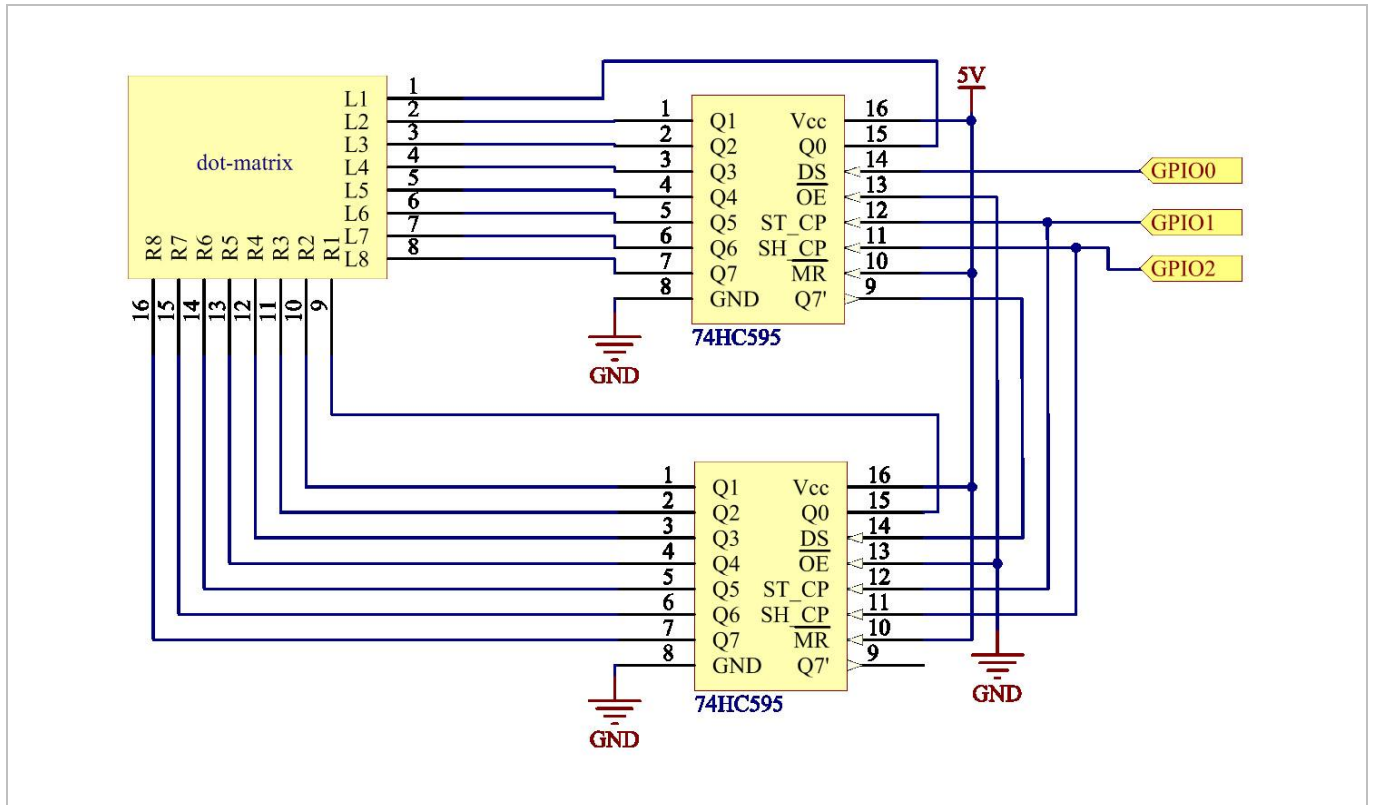 dot-matrix
L1
L2
L3
L4
L5
L6
L7
L8
1
2
3
4
5
6
7
8
R8 R7 R6 R5 R4 R3 R2 R1
16 15 14 13 12 11 10 9
5V
1 Q1 Vcc 16
2 Q2 Q0 15
3 Q3 DS 14
4 Q4 OE 13
5 Q5 ST_CP 12
6 Q6 SH_CP 11
7 Q7 MR 10
8 GND Q7' 9
74HC595
GND
GPIO0
GPIO1
GPIO2
1 Q1 Vcc 16
2 Q2 Q0 15
3 Q3 DS 14
4 Q4 OE 13
5 Q5 ST_CP 12
6 Q6 SH_CP 11
7 Q7 MR 10
8 GND Q7' 9
74HC595
GND
GND